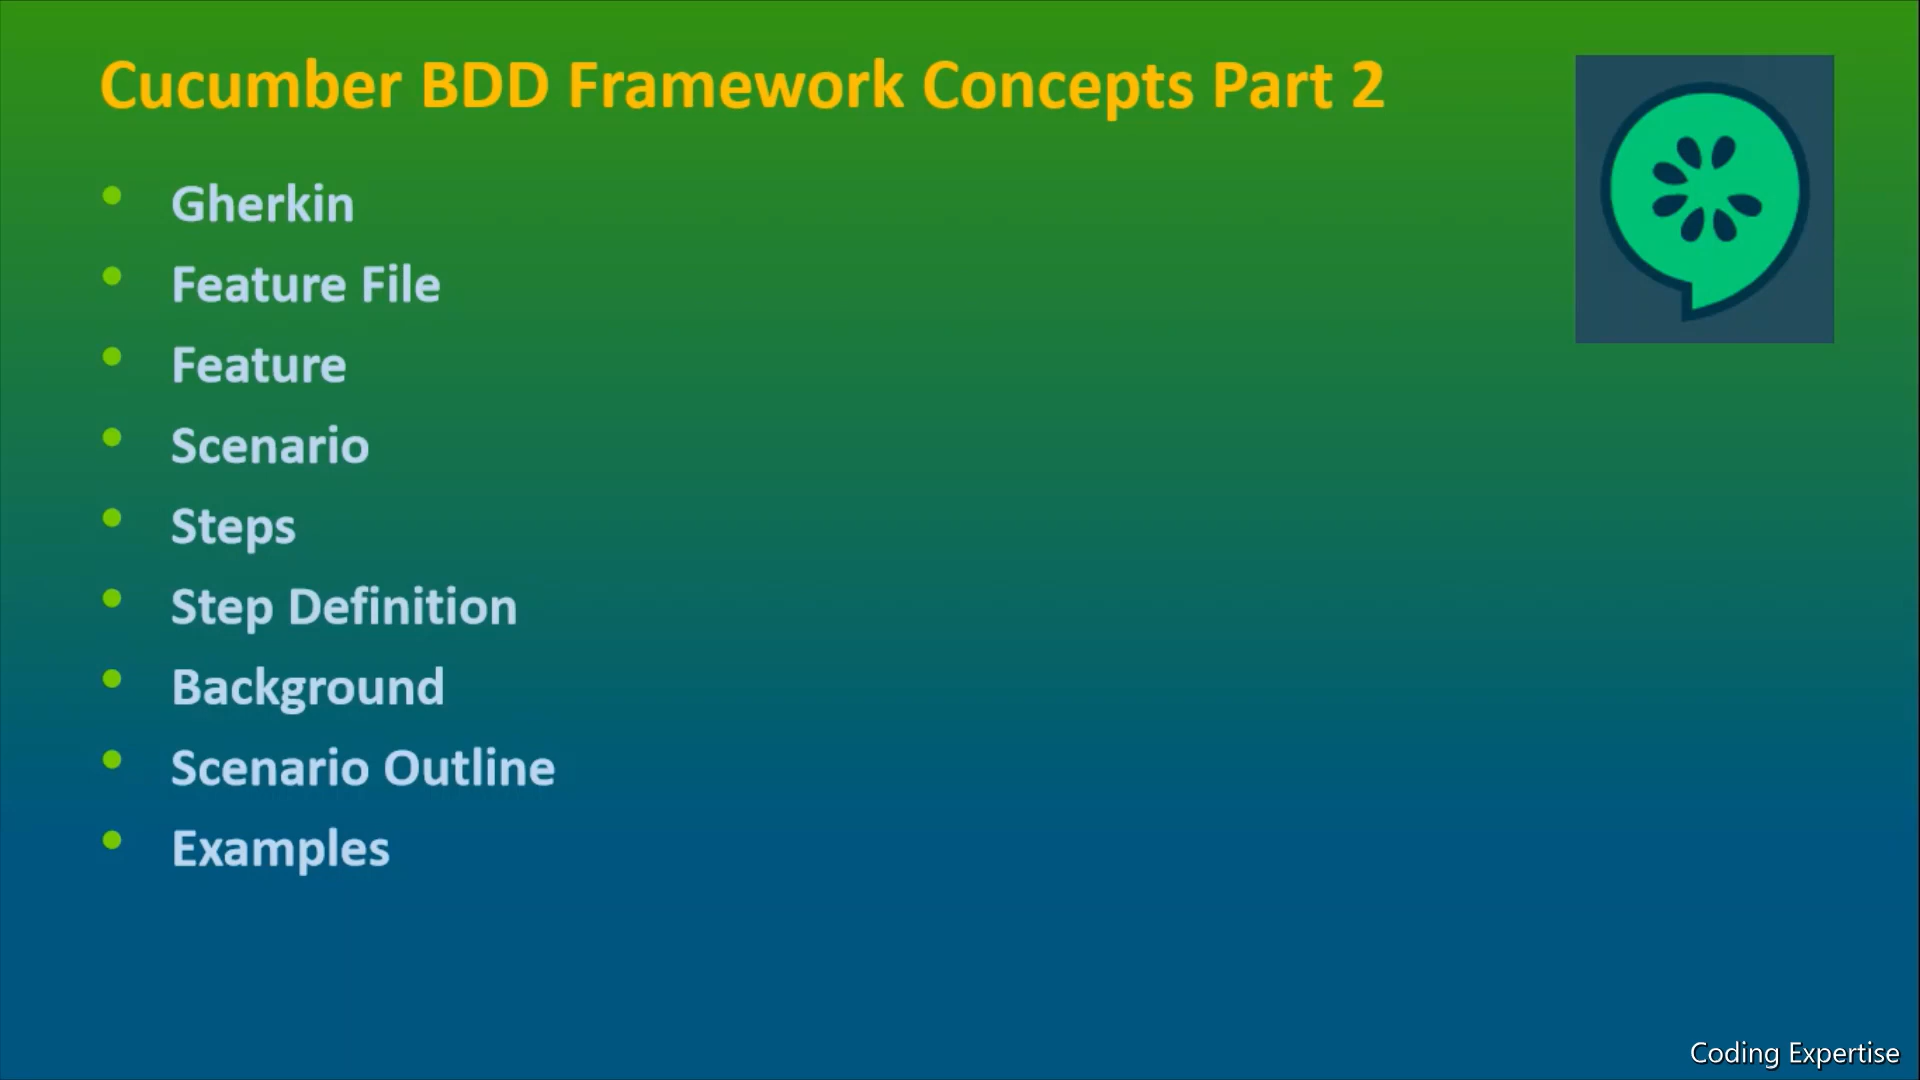 Cucumber BDD Framework Concepts Part 2
Gherkin
Feature File
Feature
Scenario
Steps
Step Definition
Background
Scenario Outline
Examples
Coding Expertise